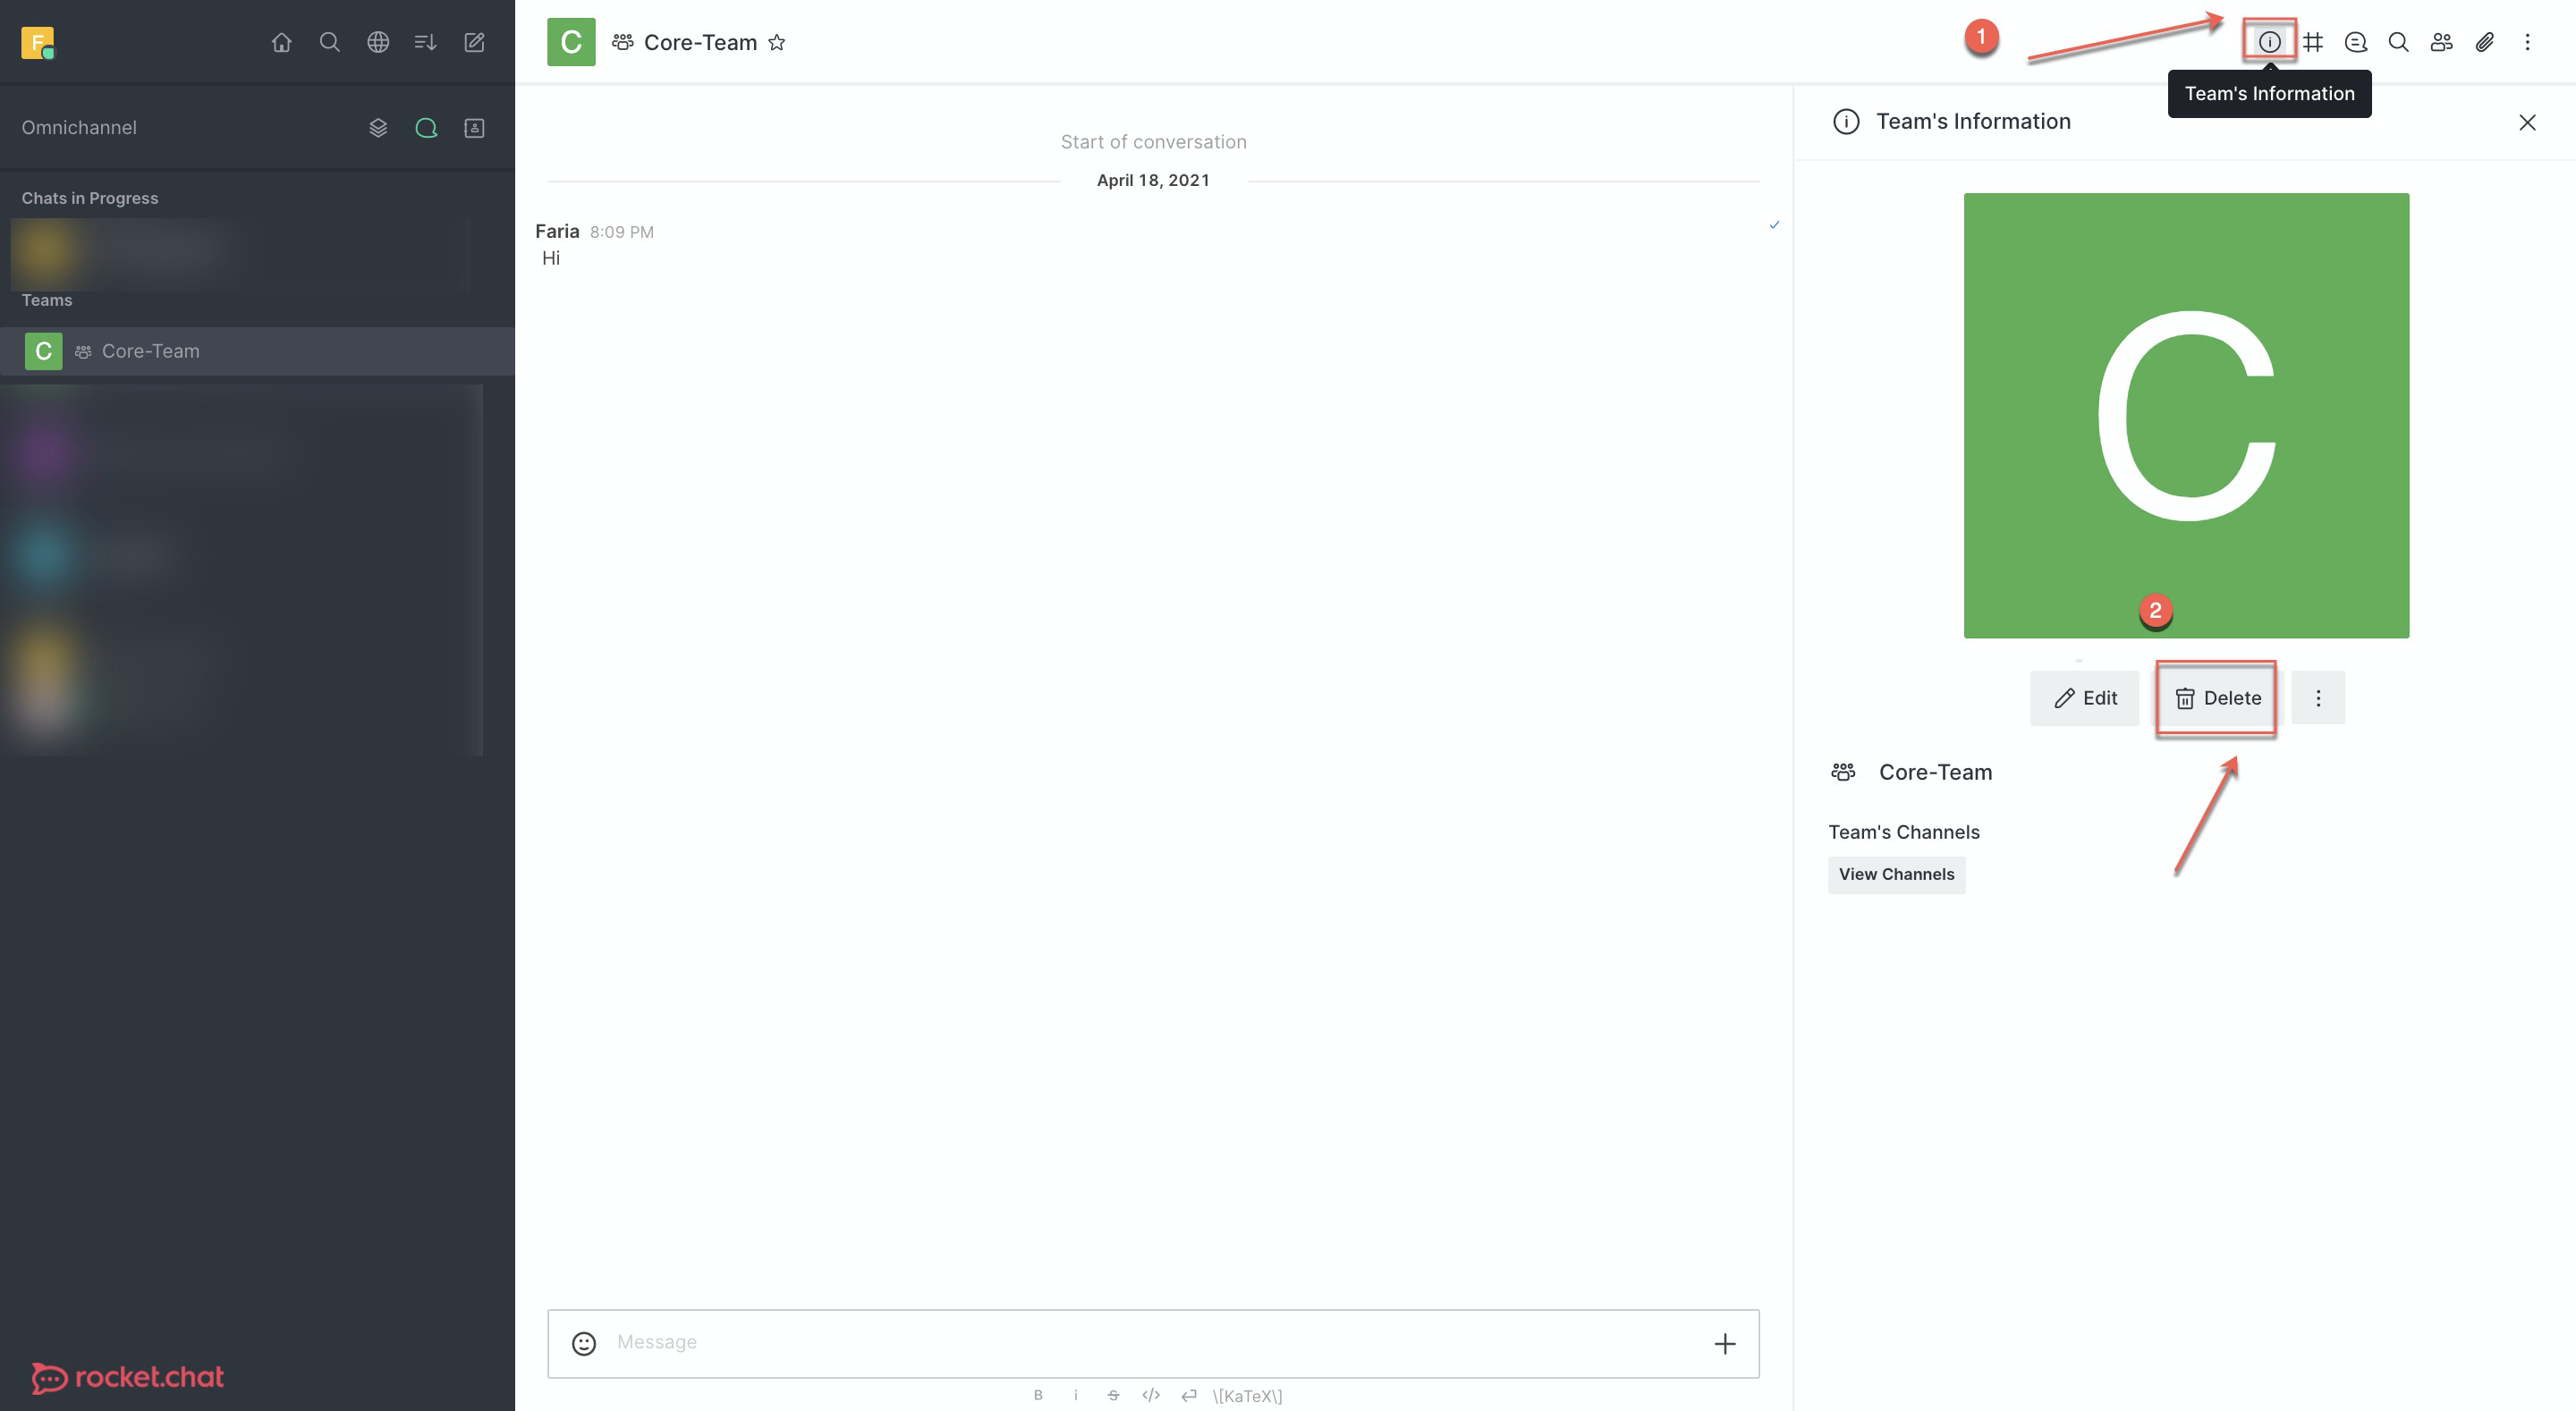 F
Omnichannel
Chats in Progress
Teams
C Core-Team
rocket.chat
C Core-Team
1
Team's Information
Start of conversation
April 18, 2021
Faria 8:09 PM
Hi
Message
B i S </> \[KaTeX\]
Team's Information
C
2
Edit Delete
Core-Team
Team's Channels
View Channels